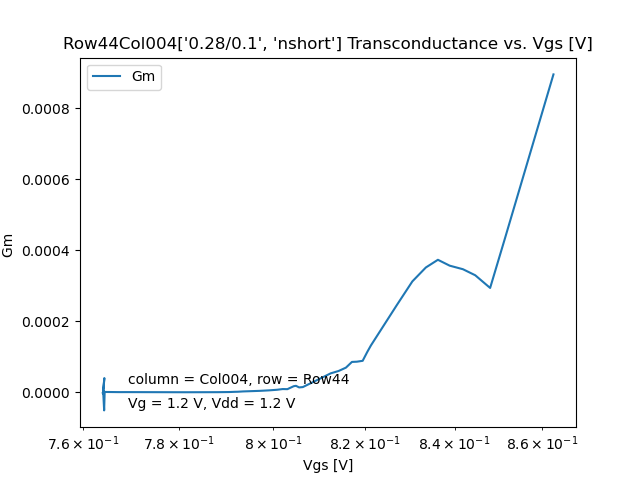 Row44Col004['0.28/0.1', 'nshort'] Transconductance vs. Vgs [V]
Gm
0.0008
0.0006
0.0004
0.0002
0.0000
Gm
column = Col004, row = Row44
Vg = 1.2 V, Vdd = 1.2 V
7.6 × 10⁻¹ 7.8 × 10⁻¹ 8 × 10⁻¹ 8.2 × 10⁻¹ 8.4 × 10⁻¹ 8.6 × 10⁻¹
Vgs [V]